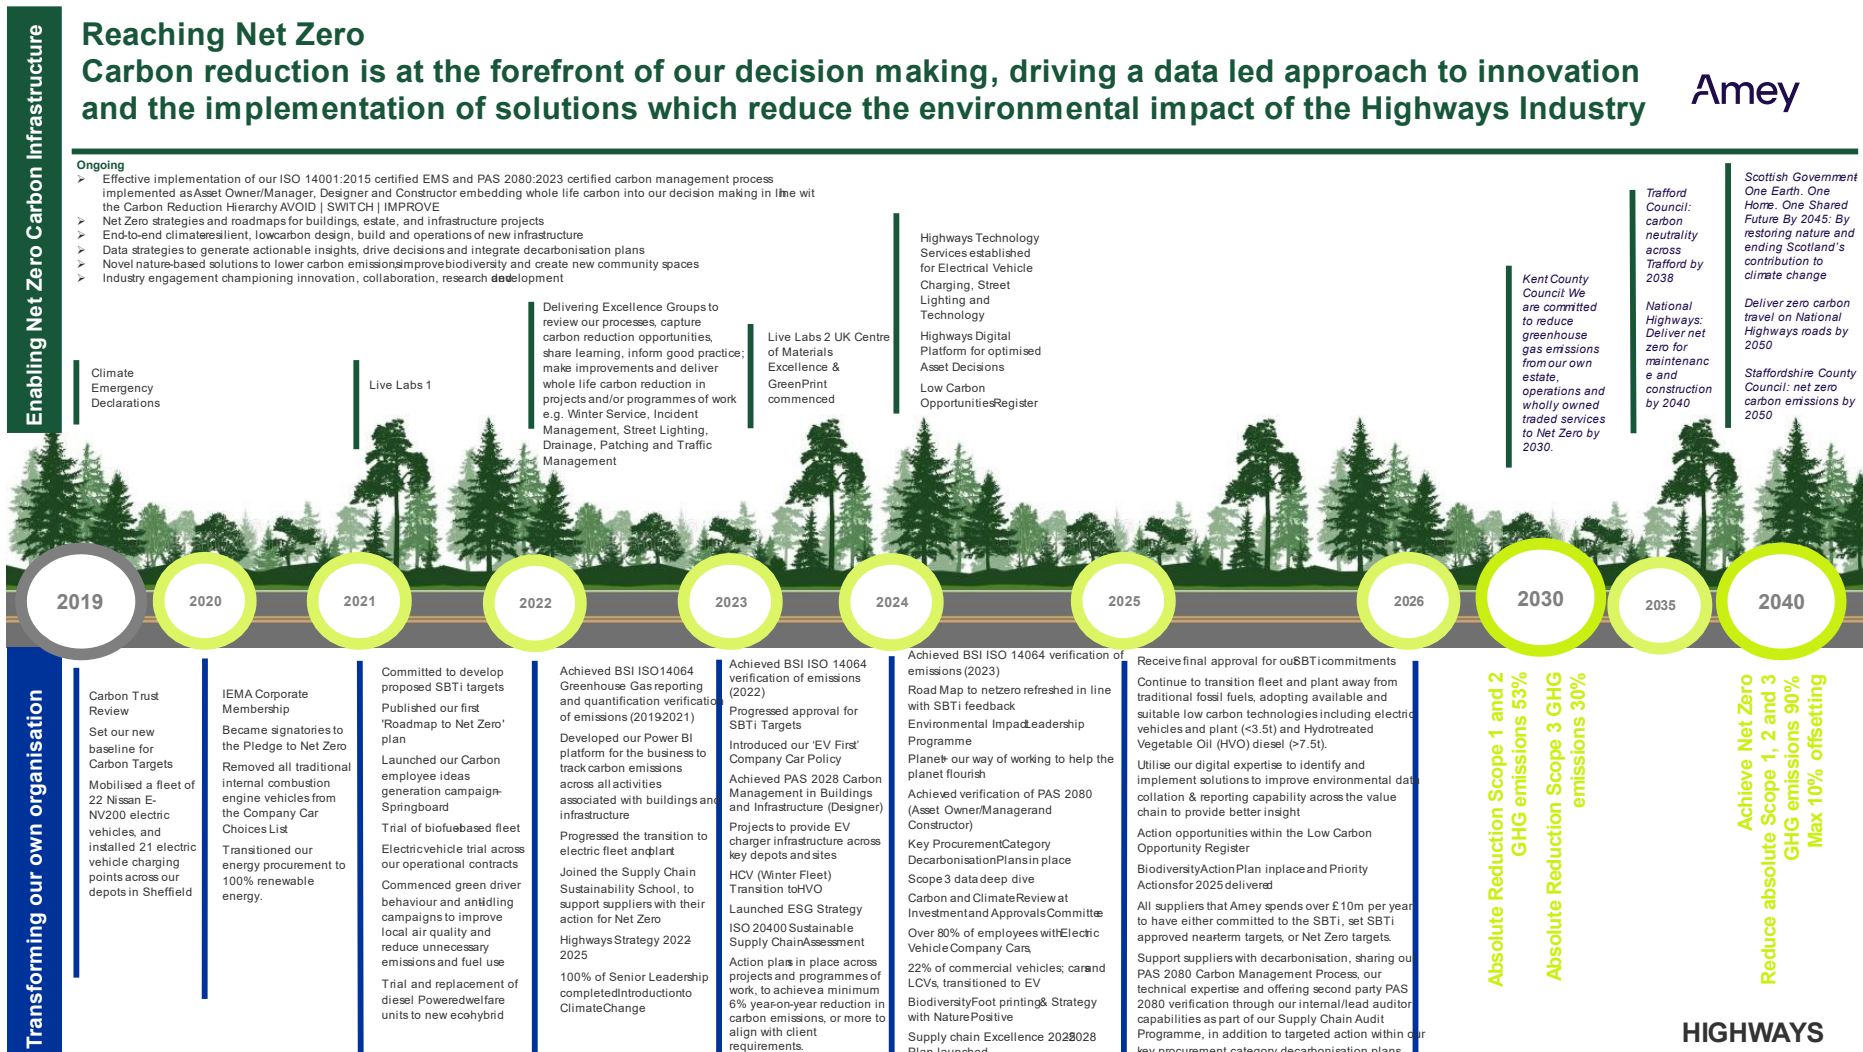 Enabling Net Zero Carbon Infrastructure
Reaching Net Zero
Carbon reduction is at the forefront of our decision making, driving a data led approach to innovation
and the implementation of solutions which reduce the environmental impact of the Highways Industry
Amey
Ongoing
Effective implementation of our ISO 14001:2015 certified EMS and PAS 2080:2023 certified carbon management process
implemented as Asset Owner/Manager, Designer and Constructor embedding whole life carbon into our decision making in line wit
the Carbon Reduction Hierarchy AVOID | SWITCH | IMPROVE
Net Zero strategies and roadmaps for buildings, estate, and infrastructure projects
End-to-end climate-resilient, low-carbon design, build and operations of new infrastructure
Data strategies to generate actionable insights, drive decisions and integrate decarbonisation plans
Novel nature-based solutions to lower carbon emissions, improve biodiversity and create new community spaces
Industry engagement championing innovation, collaboration, research and development
Climate
Emergency
Declarations
Live Labs 1
Delivering Excellence Groups to
review our processes, capture
carbon reduction opportunities,
share learning, inform good practice;
make improvements and deliver
whole life carbon reduction in
projects and/or programmes of work
e.g. Winter Service, Incident
Management, Street Lighting,
Drainage, Patching and Traffic
Management
Live Labs 2 UK Centre
of Materials
Excellence &
GreenPrint
commenced
Highways Technology
Services established
for Electrical Vehicle
Charging, Street
Lighting and
Technology
Highways Digital
Platform for optimised
Asset Decisions
Low Carbon
Opportunities Register
Kent County
Council: We
are committed
to reduce
greenhouse
gas emissions
from our own
estate,
operations and
wholly owned
traded services
to Net Zero by
2030.
Trafford
Council:
carbon
neutrality
across
Trafford by
2038
National
Highways:
Deliver net
zero for
maintenanc
e and
construction
by 2040
Scottish Government:
One Earth. One
Home. One Shared
Future By 2045: By
restoring nature and
ending Scotland's
contribution to
climate change
Deliver zero carbon
travel on National
Highways roads by
2050
Staffordshire County
Council: net zero
carbon emissions by
2050
2019
2020
2021
2022
2023
2024
2025
2026
2030
2035
2040
Transforming our own organisation
Carbon Trust
Review
Set our new
baseline for
Carbon Targets
Mobilised a fleet of
22 Nissan E-
NV200 electric
vehicles, and
installed 21 electric
vehicle charging
points across our
depots in Sheffield
IEMA Corporate
Membership
Became signatories to
the Pledge to Net Zero
Removed all traditional
internal combustion
engine vehicles from
the Company Car
Choices List
Transitioned our
energy procurement to
100% renewable
energy.
Committed to develop
proposed SBTi targets
Published our first
'Roadmap to Net Zero'
plan
Launched our Carbon
employee ideas
generation campaign-
Springboard
Trial of biofuel-based fleet
Electric vehicle trial across
our operational contracts
Commenced green driver
behaviour and anti-idling
campaigns to improve
local air quality and
reduce unnecessary
emissions and fuel use
Trial and replacement of
diesel Powered welfare
units to new eco-hybrid
Achieved BSI ISO14064
Greenhouse Gas reporting
and quantification verification
of emissions (2019-2021)
Developed our Power BI
platform for the business to
track carbon emissions
across all activities
associated with buildings and
infrastructure
Progressed the transition to
electric fleet and plant
Joined the Supply Chain
Sustainability School, to
support suppliers with their
action for Net Zero
Highways Strategy 2022-
2025
100% of Senior Leadership
completed Introduction to
Climate Change
Achieved BSI ISO 14064
verification of emissions
(2022)
Progressed approval for
SBTi Targets
Introduced our 'EV First'
Company Car Policy
Achieved PAS 2028 Carbon
Management in Buildings
and Infrastructure (Designer)
Projects to provide EV
charger infrastructure across
key depots and sites
HCV (Winter Fleet)
Transition to HVO
Launched ESG Strategy
ISO 20400 Sustainable
Supply Chain Assessment
Action plans in place across
projects and programmes of
work, to achieve a minimum
6% year-on-year reduction in
carbon emissions, or more to
align with client
requirements.
Achieved BSI ISO 14064 verification of
emissions (2023)
Road Map to net zero refreshed in line
with SBTi feedback
Environmental Impact Leadership
Programme
Planet+ our way of working to help the
planet flourish
Achieved verification of PAS 2080
(Asset Owner/Manager and
Constructor)
Key Procurement Category
Decarbonisation Plans in place
Scope 3 data deep dive
Carbon and Climate Review at
Investment and Approvals Committee
Over 80% of employees with Electric
Vehicle Company Cars,
22% of commercial vehicles; cars and
LCVs, transitioned to EV
Biodiversity Foot printing & Strategy
with Nature Positive
Supply chain Excellence 2025-2028
Plan launched
Receive final approval for our SBTi commitments
Continue to transition fleet and plant away from
traditional fossil fuels, adopting available and
suitable low carbon technologies including electric
vehicles and plant (<3.5t) and Hydrotreated
Vegetable Oil (HVO) diesel (>7.5t).
Utilise our digital expertise to identify and
implement solutions to improve environmental data
collation & reporting capability across the value
chain to provide better insight
Action opportunities within the Low Carbon
Opportunity Register
Biodiversity Action Plan in place and Priority
Actions for 2025 delivered
All suppliers that Amey spends over £10m per year
to have either committed to the SBTi, set SBTi
approved near-term targets, or Net Zero targets.
Support suppliers with decarbonisation, sharing our
PAS 2080 Carbon Management Process, our
technical expertise and offering second party PAS
2080 verification through our internal/lead auditor
capabilities as part of our Supply Chain Audit
Programme, in addition to targeted action within our
key procurement category decarbonisation plans
Absolute Reduction Scope 1 and 2
GHG emissions 53%
Absolute Reduction Scope 3 GHG
emissions 30%
Achieve Net Zero
Reduce absolute Scope 1, 2 and 3
GHG emissions 90%
Max 10% offsetting
HIGHWAYS